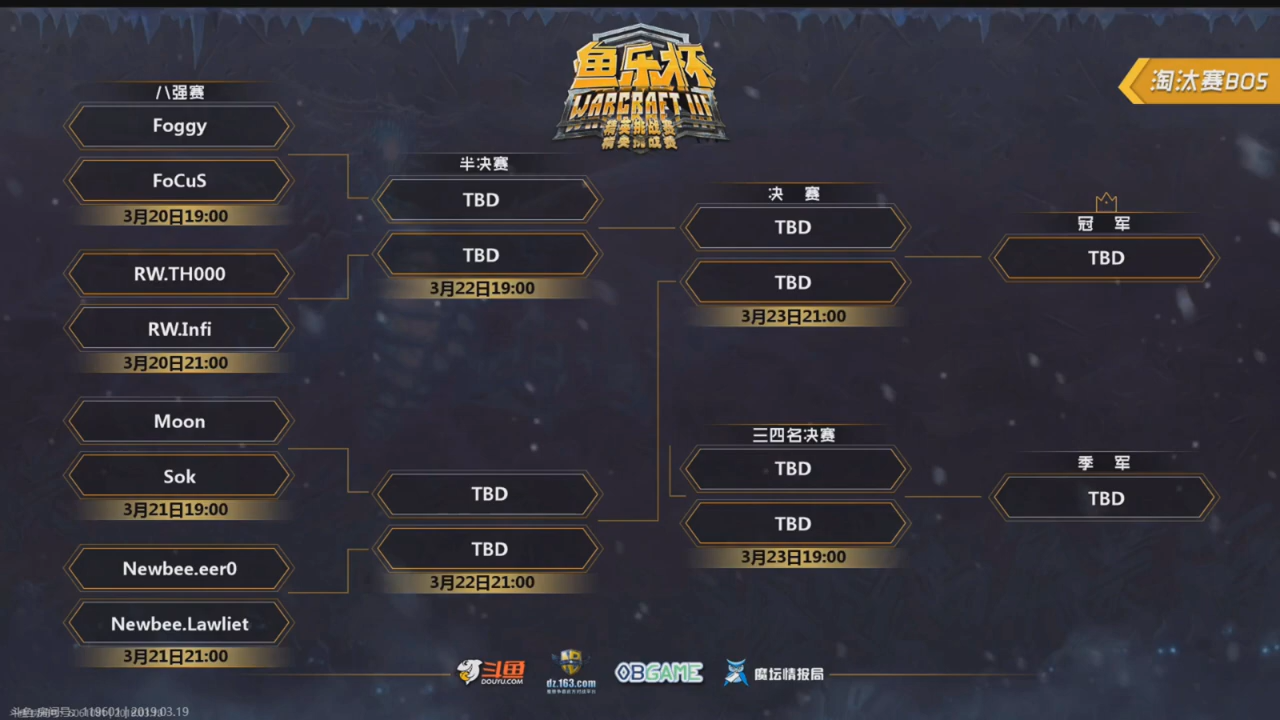 鱼乐杯
WARCRAFT III
精英挑战赛
淘汰赛BO5
八强赛
Foggy
FoCuS
3月20日19:00
RW.TH000
RW.Infi
3月20日21:00
Moon
Sok
3月21日19:00
Newbee.eer0
Newbee.Lawliet
3月21日21:00
半决赛
TBD
TBD
3月22日19:00
TBD
TBD
3月22日21:00
决 赛
TBD
TBD
3月23日21:00
三四名决赛
TBD
TBD
3月23日19:00
冠 军
TBD
季 军
TBD
斗鱼
DOUYU.COM
dz.163.com
OBGAME
魔坛情报局
2019.03.19